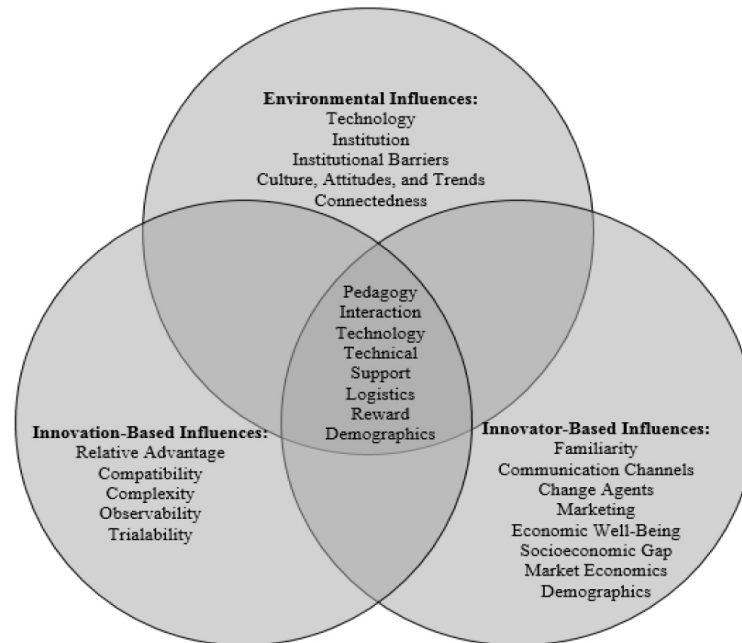 Environmental Influences:
Technology
Institution
Institutional Barriers
Culture, Attitudes, and Trends
Connectedness
Pedagogy
Interaction
Technology
Technical
Support
Logistics
Reward
Demographics
Innovation-Based Influences:
Relative Advantage
Compatibility
Complexity
Observability
Trialability
Innovator-Based Influences:
Familiarity
Communication Channels
Change Agents
Marketing
Economic Well-Being
Socioeconomic Gap
Market Economics
Demographics